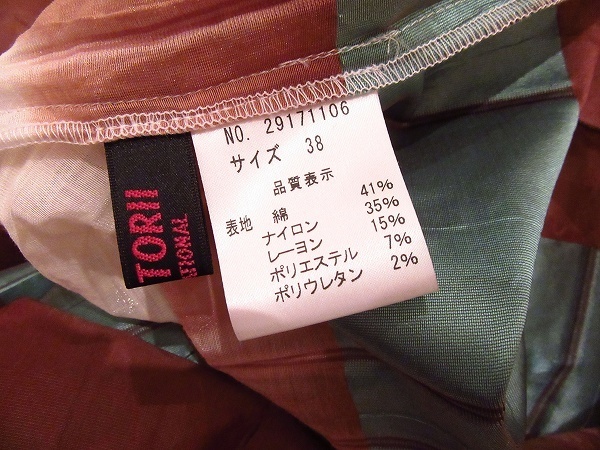 TORII
ATIONAL
NO. 29171106
サイズ 38
品質表示
表地 綿 41%
ナイロン 35%
レーヨン 15%
ポリエステル 7%
ポリウレタン 2%